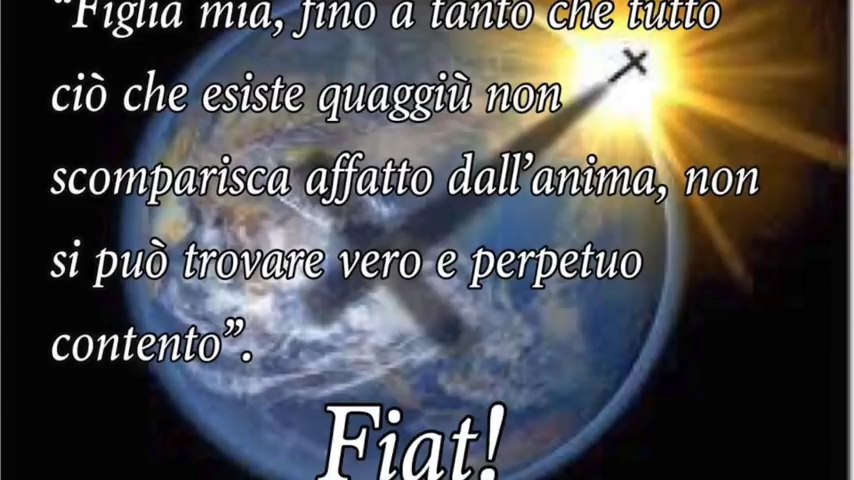 “Figlia mia, fino a tanto che tutto
ciò che esiste quaggiù non
scomparisca affatto dall’anima, non
si può trovare vero e perpetuo
contento”.
Fiat!